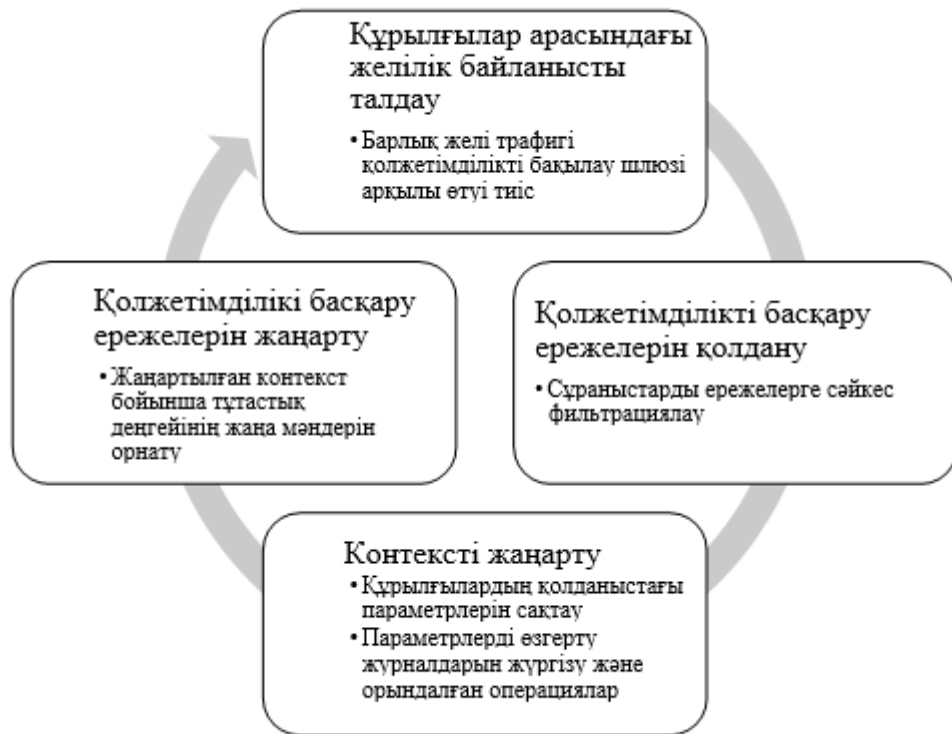 Құрылғылар арасындағы
желілік байланысты
талдау
• Барлық желі трафигі
қолжетімділікті бақылау шлюзі
арқылы өтуі тиіс
Қолжетімділікті басқару
ережелерін қолдану
• Сұраныстарды ережелерге сәйкес
фильтрациялау
Контексті жаңарту
• Құрылғылардың қолданыстағы
параметрлерін сақтау
• Параметрлерді өзгерту
журналдарын жүргізу және
орындалған операциялар
Қолжетімділікі басқару
ережелерін жаңарту
• Жаңартылған контекст
бойынша тұтастық
деңгейінің жаңа мәндерін
орнату